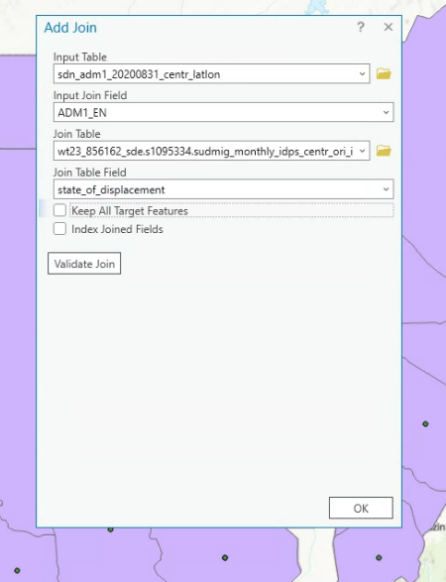 Add Join
?
Input Table
sdn_adm1_20200831_centr_latlon
Input Join Field
ADM1_EN
Join Table
wt23_856162_sde.s1095334.sudmig_monthly_idps_centr_ori_i
Join Table Field
state_of_displacement
Keep All Target Features
Index Joined Fields
Validate Join
OK